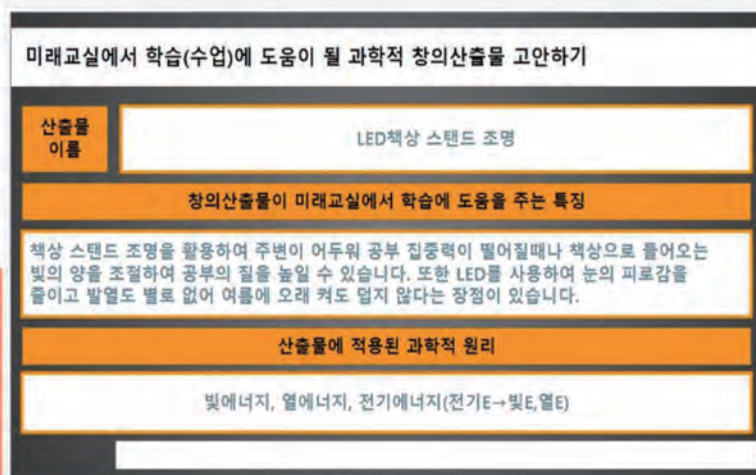 미래교실에서 학습(수업)에 도움이 될 과학적 창의산출물 고안하기
산출물
이름
LED책상 스탠드 조명
창의산출물이 미래교실에서 학습에 도움을 주는 특징
책상 스탠드 조명을 활용하여 주변이 어두워 공부 집중력이 떨어질때나 책상으로 들어오는
빛의 양을 조절하여 공부의 질을 높일 수 있습니다. 또한 LED를 사용하여 눈의 피로감을
줄이고 발열도 별로 없어 여름에 오래 켜도 덥지 않다는 장점이 있습니다.
산출물에 적용된 과학적 원리
빛에너지, 열에너지, 전기에너지(전기E→빛E,열E)